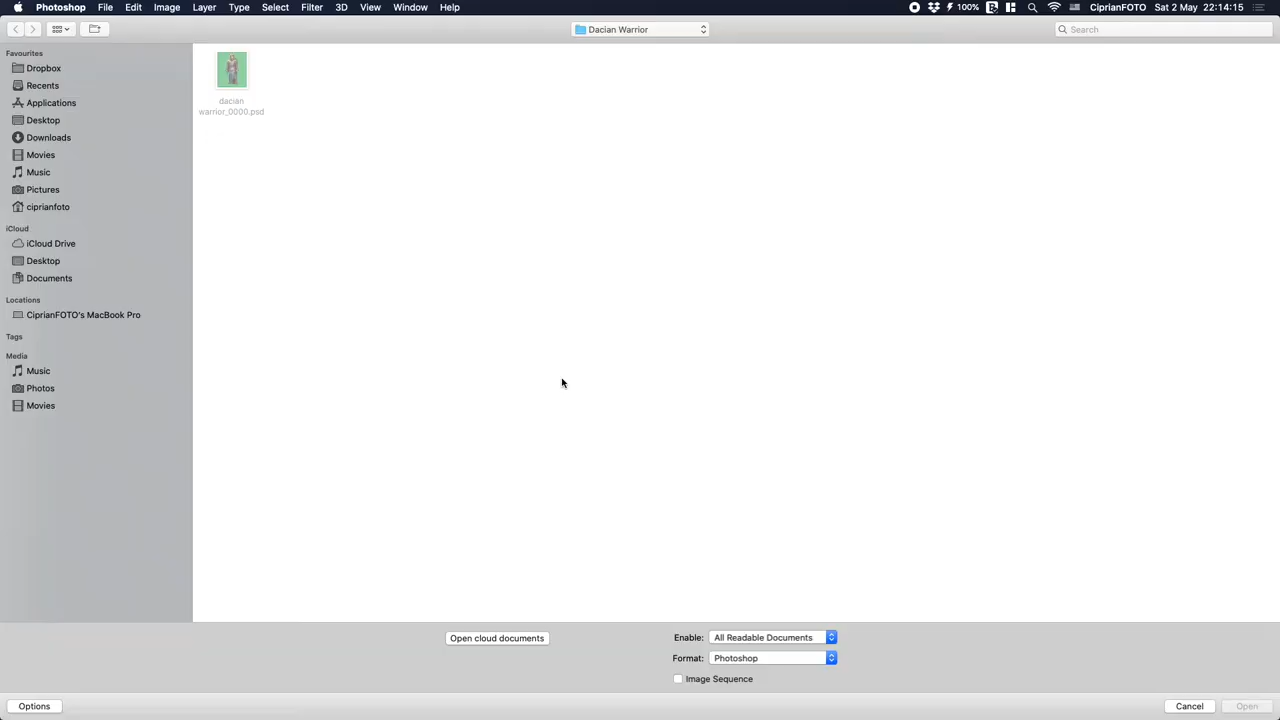 Photoshop File Edit Image Layer Type Select Filter 3D View Window Help 100% CiprianFOTO Sat 2 May 22:14:15
Dacian Warrior Search
Favourites
Dropbox
Recents
Applications
Desktop
Downloads
Movies
Music
Pictures
ciprianfoto
iCloud
iCloud Drive
Desktop
Documents
Locations
CiprianFOTO's MacBook Pro
Tags
Media
Music
Photos
Movies
dacian
warrior_0000.psd
Open cloud documents
Enable: All Readable Documents
Format: Photoshop
Image Sequence
Options Cancel Open